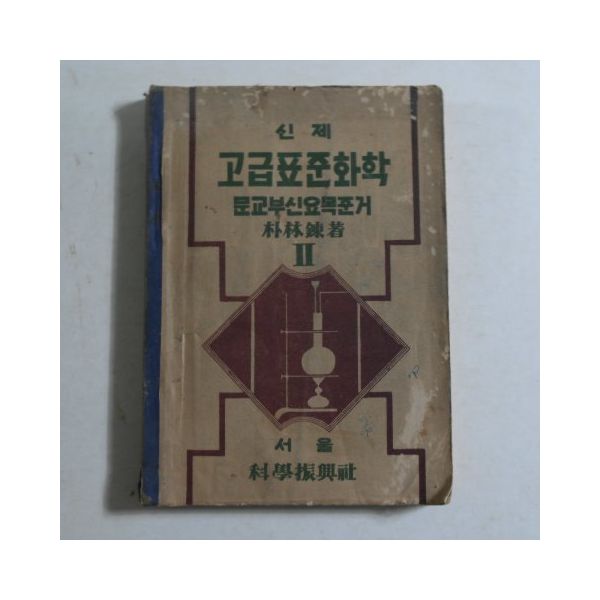 신제
고급표준화학
문교부신요목준거
朴林鍊著
II
서울
科學振興社